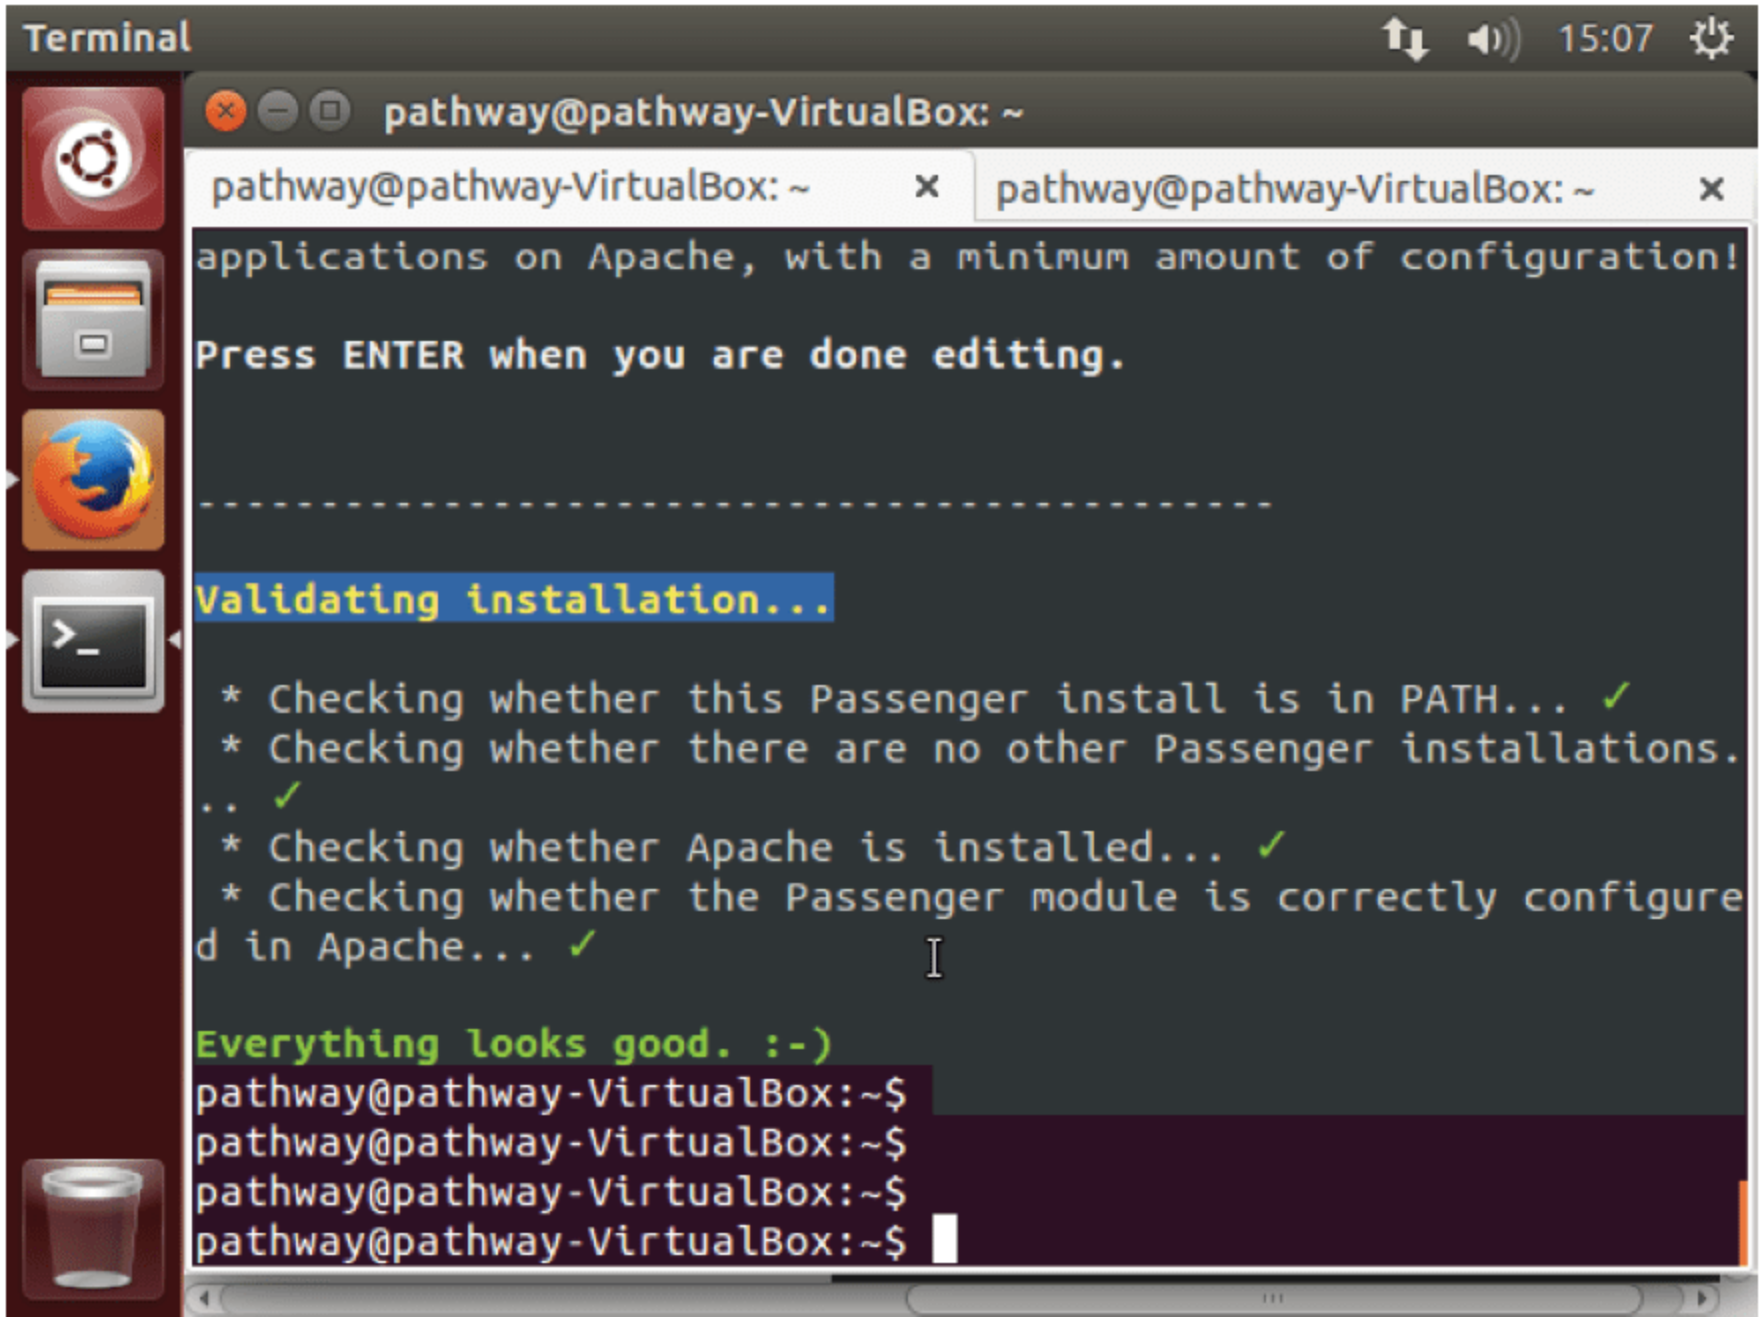 Terminal
15:07
pathway@pathway-VirtualBox: ~
pathway@pathway-VirtualBox: ~
pathway@pathway-VirtualBox: ~
applications on Apache, with a minimum amount of configuration!
Press ENTER when you are done editing.
--------------------------------------------
Validating installation...
* Checking whether this Passenger install is in PATH... ✓
* Checking whether there are no other Passenger installations.
.. ✓
* Checking whether Apache is installed... ✓
* Checking whether the Passenger module is correctly configure
d in Apache... ✓
Everything looks good. :-)
pathway@pathway-VirtualBox:~$
pathway@pathway-VirtualBox:~$
pathway@pathway-VirtualBox:~$
pathway@pathway-VirtualBox:~$